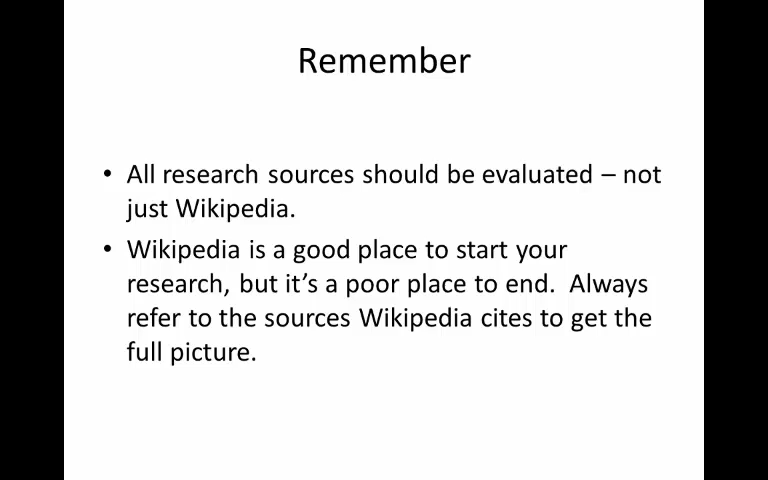 Remember
• All research sources should be evaluated – not
just Wikipedia.
• Wikipedia is a good place to start your
research, but it’s a poor place to end.  Always
refer to the sources Wikipedia cites to get the
full picture.